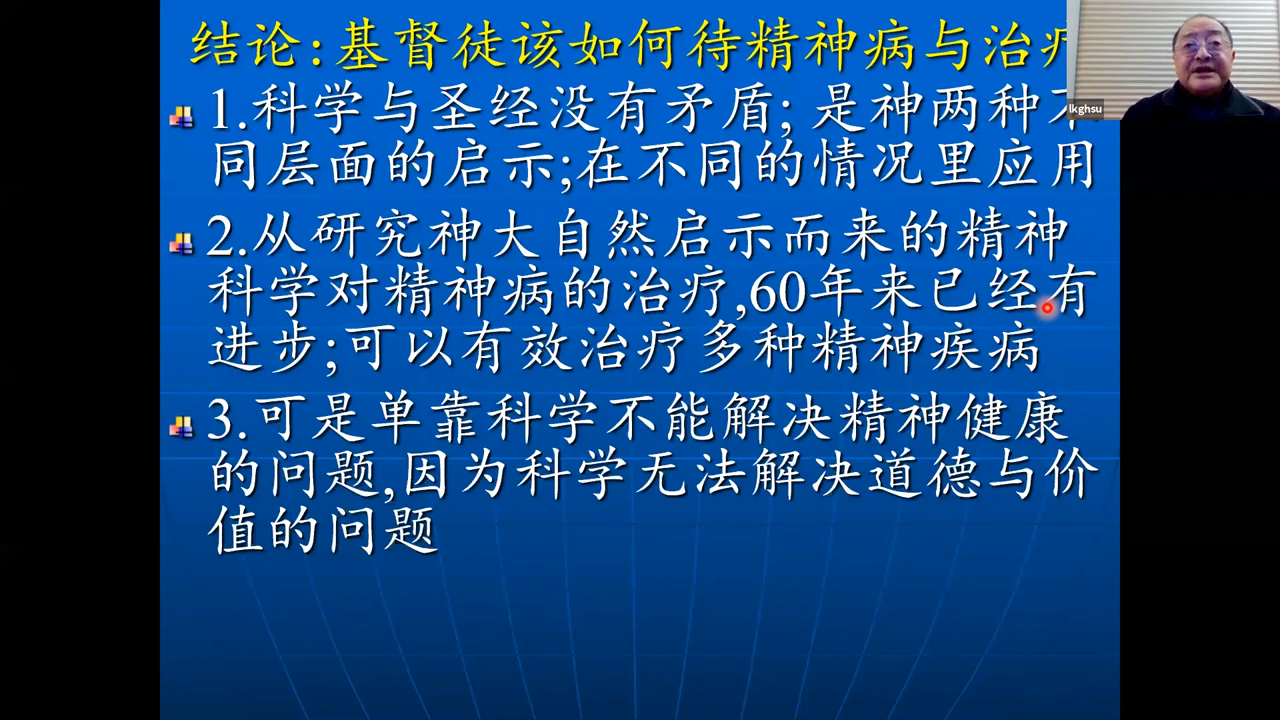 结论:基督徒该如何待精神病与治疗
lkghsu
1.科学与圣经没有矛盾; 是神两种不
同层面的启示;在不同的情况里应用
2.从研究神大自然启示而来的精神
科学对精神病的治疗,60年来已经有
进步;可以有效治疗多种精神疾病
3.可是单靠科学不能解决精神健康
的问题,因为科学无法解决道德与价
值的问题